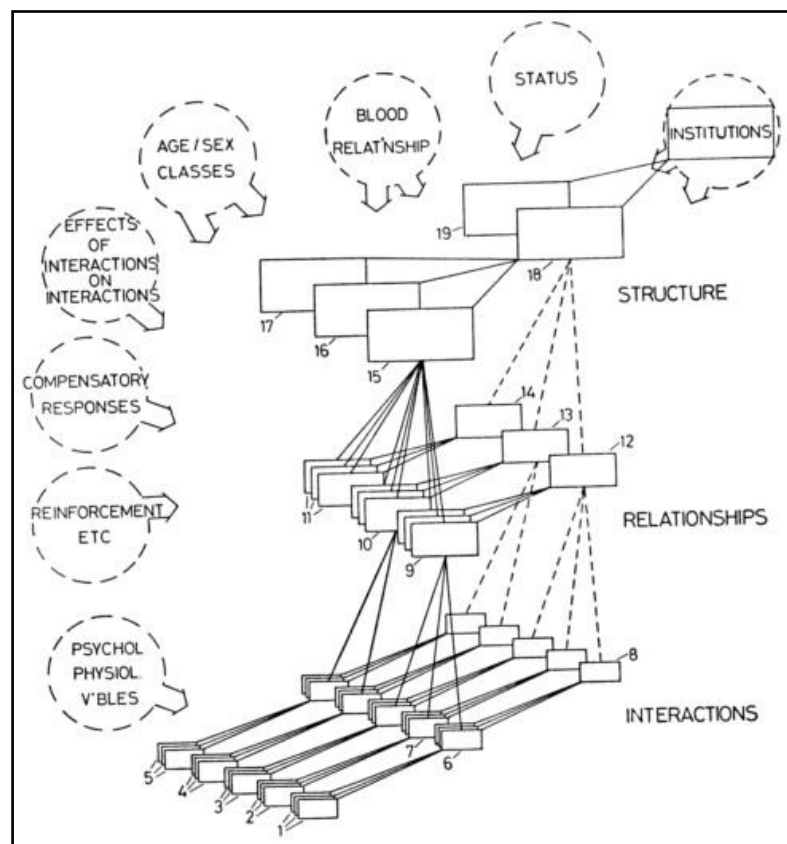 STATUS
BLOOD
RELAT'NSHIP
INSTITUTIONS
AGE/SEX
CLASSES
19
18
EFFECTS
OF
INTERACTIONS
ON
INTERACTIONS
17
16
15
STRUCTURE
COMPENSATORY
RESPONSES
14
13
12
11
10
9
RELATIONSHIPS
REINFORCEMENT
ETC
PSYCHOL
PHYSIOL.
V'BLES
8
7
6
INTERACTIONS
5
4
3
2
1